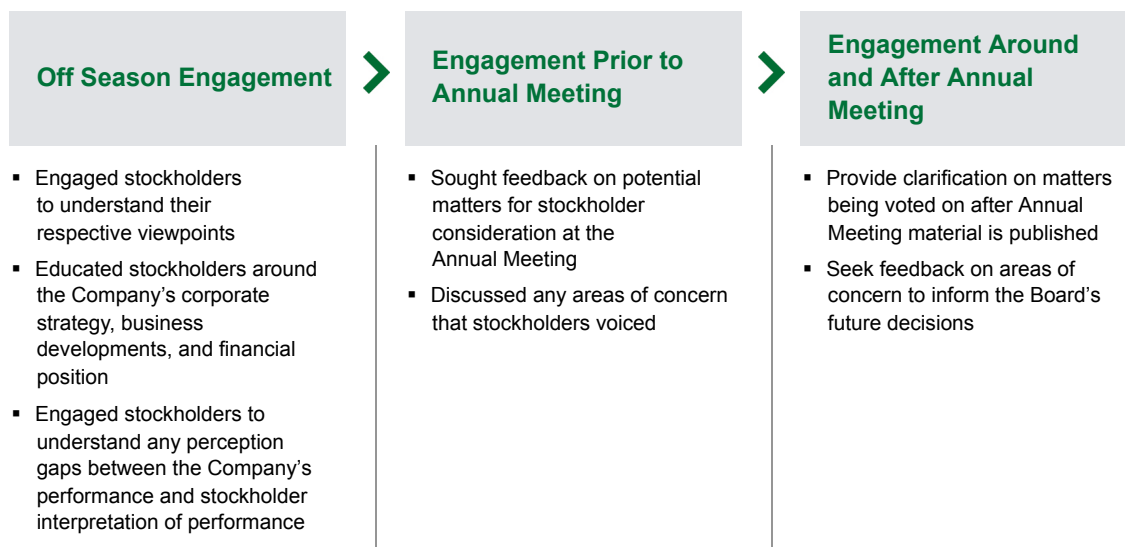 Off Season Engagement
▪ Engaged stockholders
to understand their
respective viewpoints
▪ Educated stockholders around
the Company’s corporate
strategy, business
developments, and financial
position
▪ Engaged stockholders to
understand any perception
gaps between the Company’s
performance and stockholder
interpretation of performance
Engagement Prior to
Annual Meeting
▪ Sought feedback on potential
matters for stockholder
consideration at the
Annual Meeting
▪ Discussed any areas of concern
that stockholders voiced
Engagement Around
and After Annual
Meeting
▪ Provide clarification on matters
being voted on after Annual
Meeting material is published
▪ Seek feedback on areas of
concern to inform the Board’s
future decisions